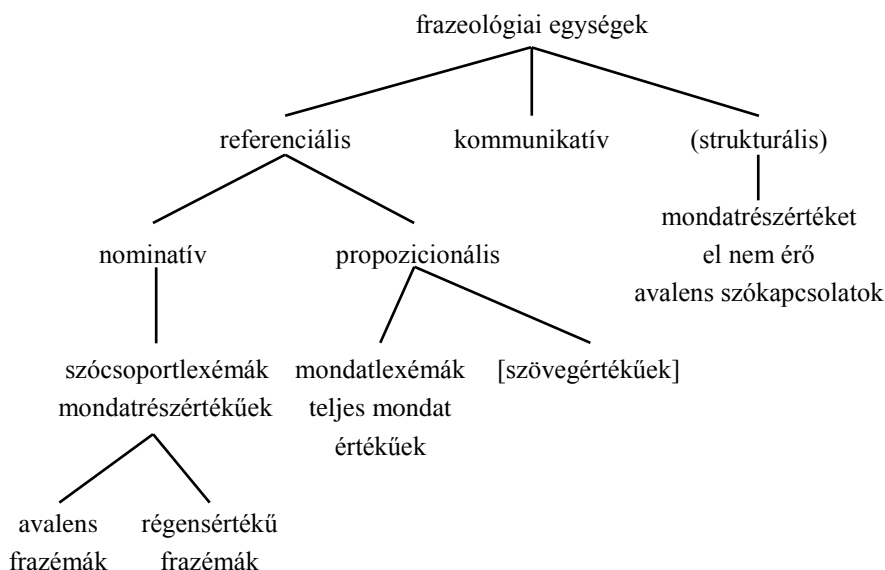 frazeológiai egységek
referenciális kommunikatív (strukturális)
mondatrészértéket
el nem érő
avalens szókapcsolatok
nominatív propozicionális
szócsoportlexémák
mondatrészértékűek
mondatlexémák
teljes mondat
értékűek
[szövegértékűek]
avalens
frazémák
régensértékű
frazémák